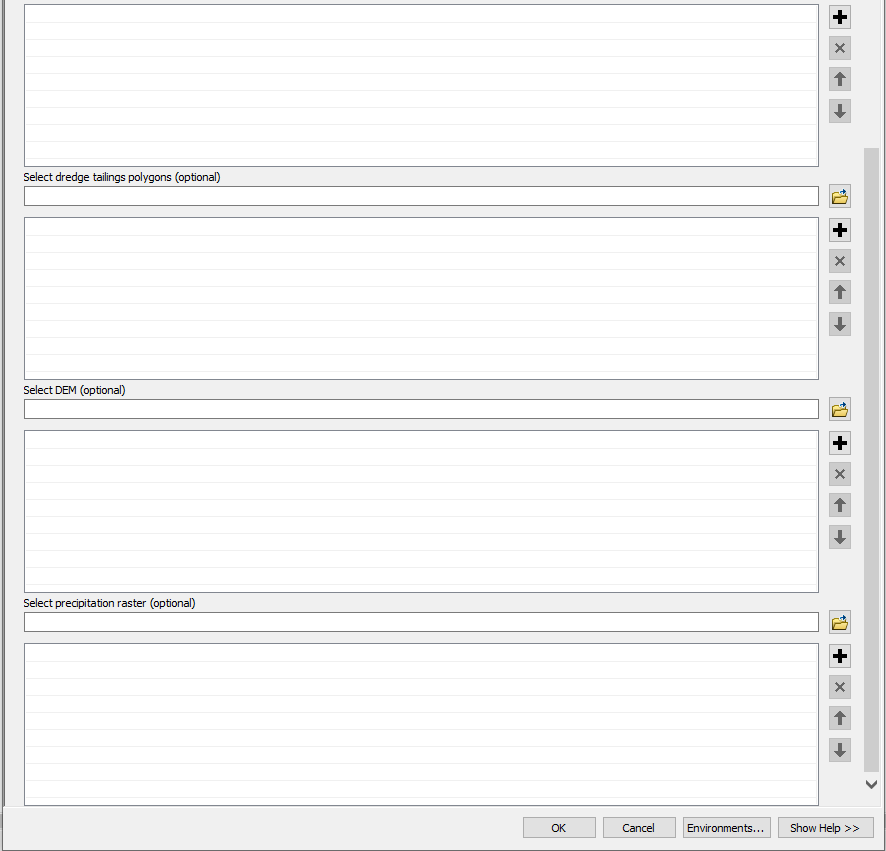 Select dredge tailings polygons (optional)
Select DEM (optional)
Select precipitation raster (optional)
OK
Cancel
Environments...
Show Help >>